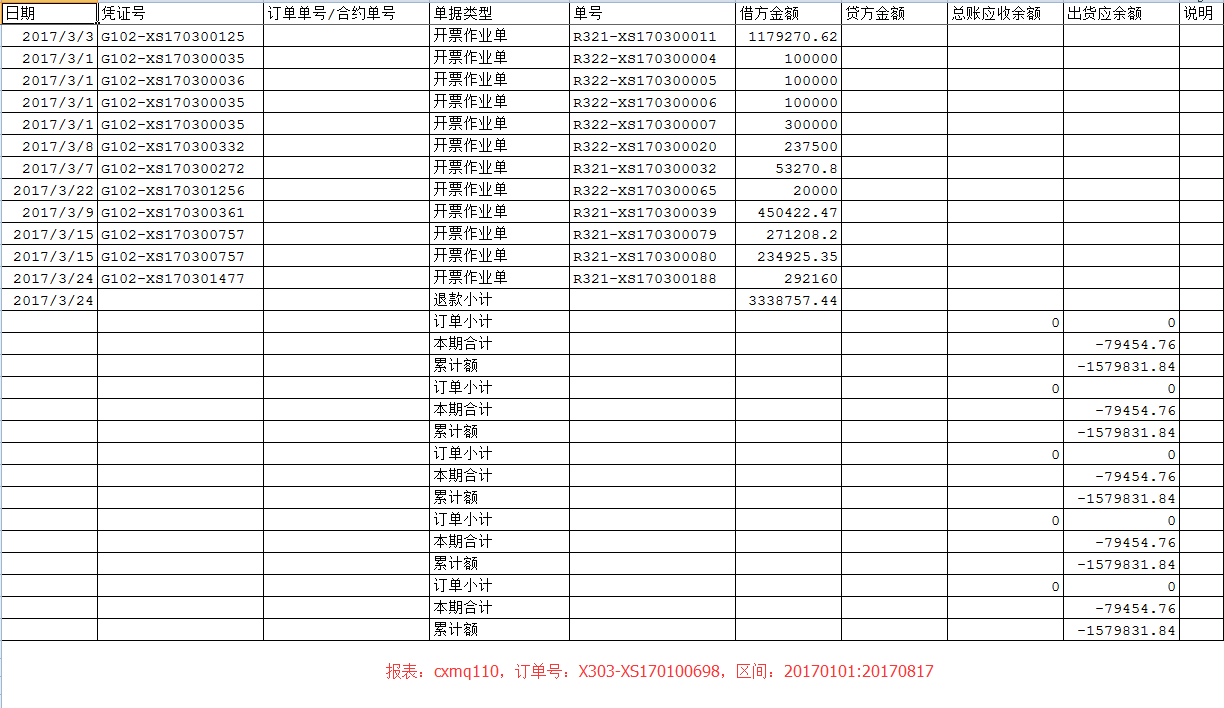 日期 凭证号 订单单号/合约单号 单据类型 单号 借方金额 贷方金额 总账应收余额 出货应余额 说明
2017/3/3 G102-XS170300125 开票作业单 R321-XS170300011 1179270.62
2017/3/1 G102-XS170300035 开票作业单 R322-XS170300004 100000
2017/3/1 G102-XS170300036 开票作业单 R322-XS170300005 100000
2017/3/1 G102-XS170300035 开票作业单 R322-XS170300006 100000
2017/3/1 G102-XS170300035 开票作业单 R322-XS170300007 300000
2017/3/8 G102-XS170300332 开票作业单 R322-XS170300020 237500
2017/3/7 G102-XS170300272 开票作业单 R321-XS170300032 53270.8
2017/3/22 G102-XS170301256 开票作业单 R322-XS170300065 20000
2017/3/9 G102-XS170300361 开票作业单 R321-XS170300039 450422.47
2017/3/15 G102-XS170300757 开票作业单 R321-XS170300079 271208.2
2017/3/15 G102-XS170300757 开票作业单 R321-XS170300080 234925.35
2017/3/24 G102-XS170301477 开票作业单 R321-XS170300188 292160
2017/3/24 退款小计 3338757.44
订单小计 0 0
本期合计 -79454.76
累计额 -1579831.84
订单小计 0 0
本期合计 -79454.76
累计额 -1579831.84
订单小计 0 0
本期合计 -79454.76
累计额 -1579831.84
订单小计 0 0
本期合计 -79454.76
累计额 -1579831.84
订单小计 0 0
本期合计 -79454.76
累计额 -1579831.84
报表：cxmq110，订单号：X303-XS170100698，区间：20170101:20170817